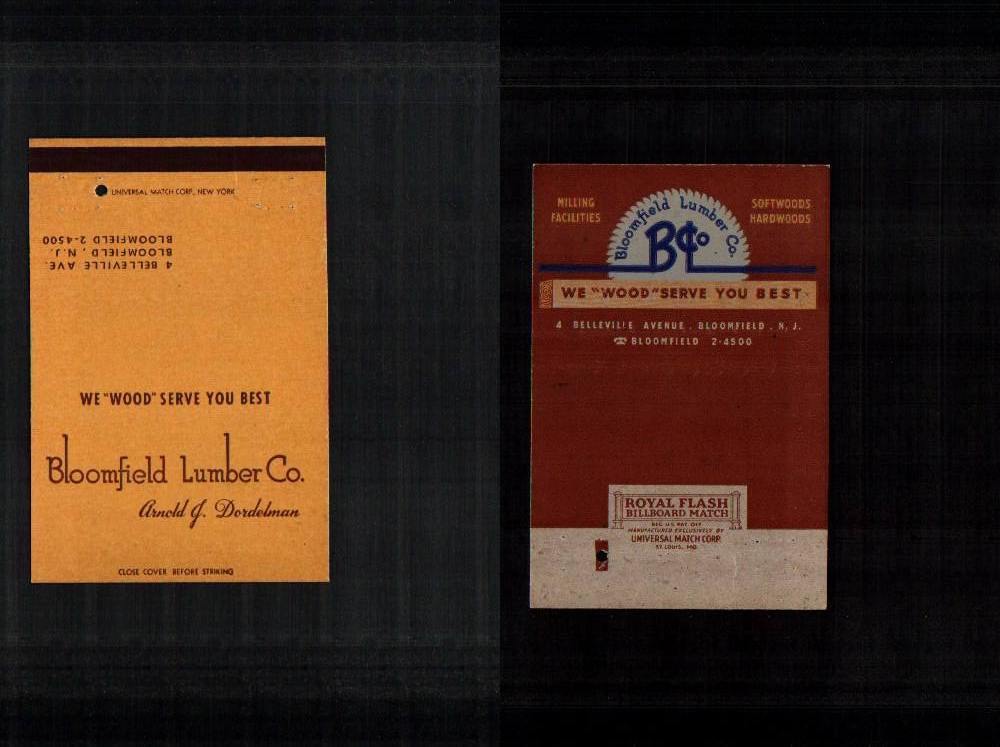 UNIVERSAL MATCH CORP., NEW YORK
4 BELLEVILLE AVE.
BLOOMFIELD, N.J.
BLOOMFIELD 2-4500
WE "WOOD" SERVE YOU BEST
Bloomfield Lumber Co.
Arnold J. Dordelman
CLOSE COVER BEFORE STRIKING
MILLING
FACILITIES
Bloomfield Lumber Co.
BCo
SOFTWOODS
HARDWOODS
WE "WOOD" SERVE YOU BEST
4 BELLEVILLE AVENUE. BLOOMFIELD. N.J.
☎ BLOOMFIELD 2-4500
ROYAL FLASH
BILLBOARD MATCH
REG. U.S. PAT. OFF.
MANUFACTURED EXCLUSIVELY BY
UNIVERSAL MATCH CORP.
ST. LOUIS, MO.